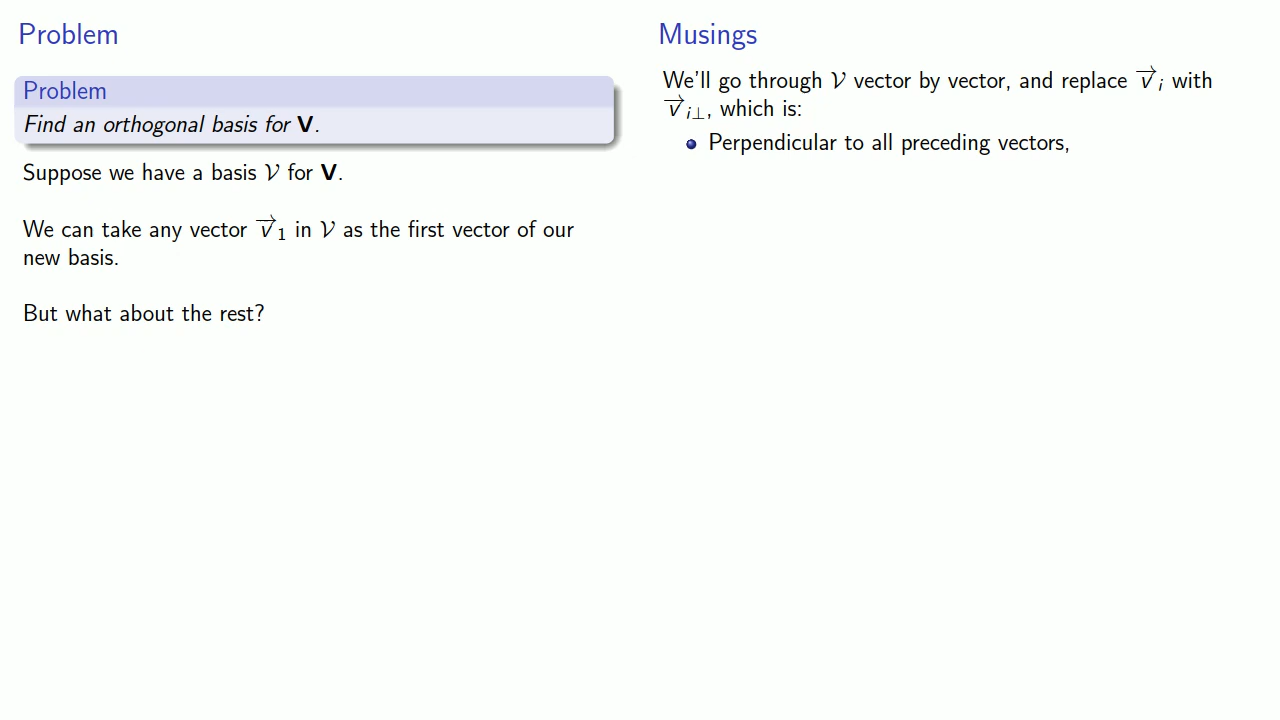 Problem
Problem
Find an orthogonal basis for V.
Suppose we have a basis 𝒱 for V.
We can take any vector v⃗₁ in 𝒱 as the first vector of our
new basis.
But what about the rest?
Musings
We'll go through 𝒱 vector by vector, and replace v⃗ᵢ with
v⃗ᵢ⊥, which is:
• Perpendicular to all preceding vectors,